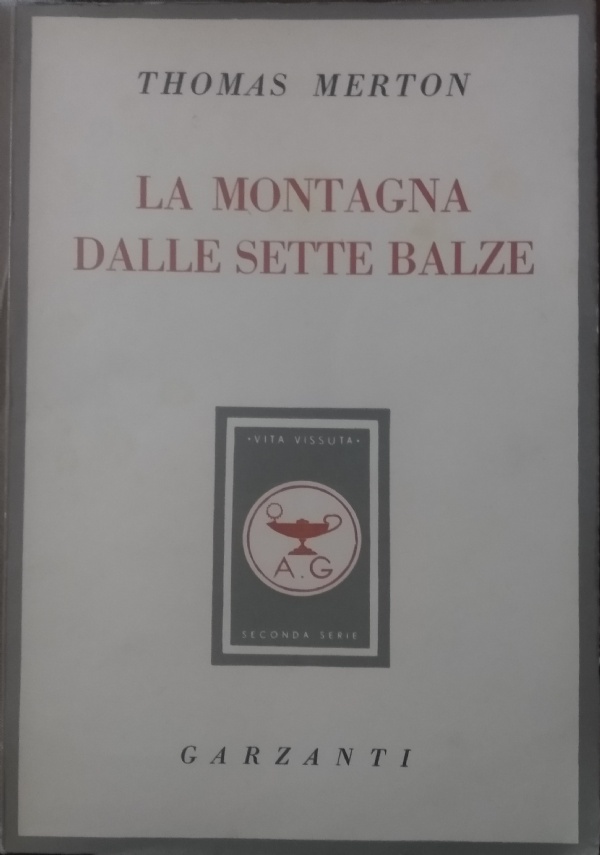 THOMAS MERTON
LA MONTAGNA
DALLE SETTE BALZE
•VITA VISSUTA•
A.G
SECONDA SERIE
GARZANTI